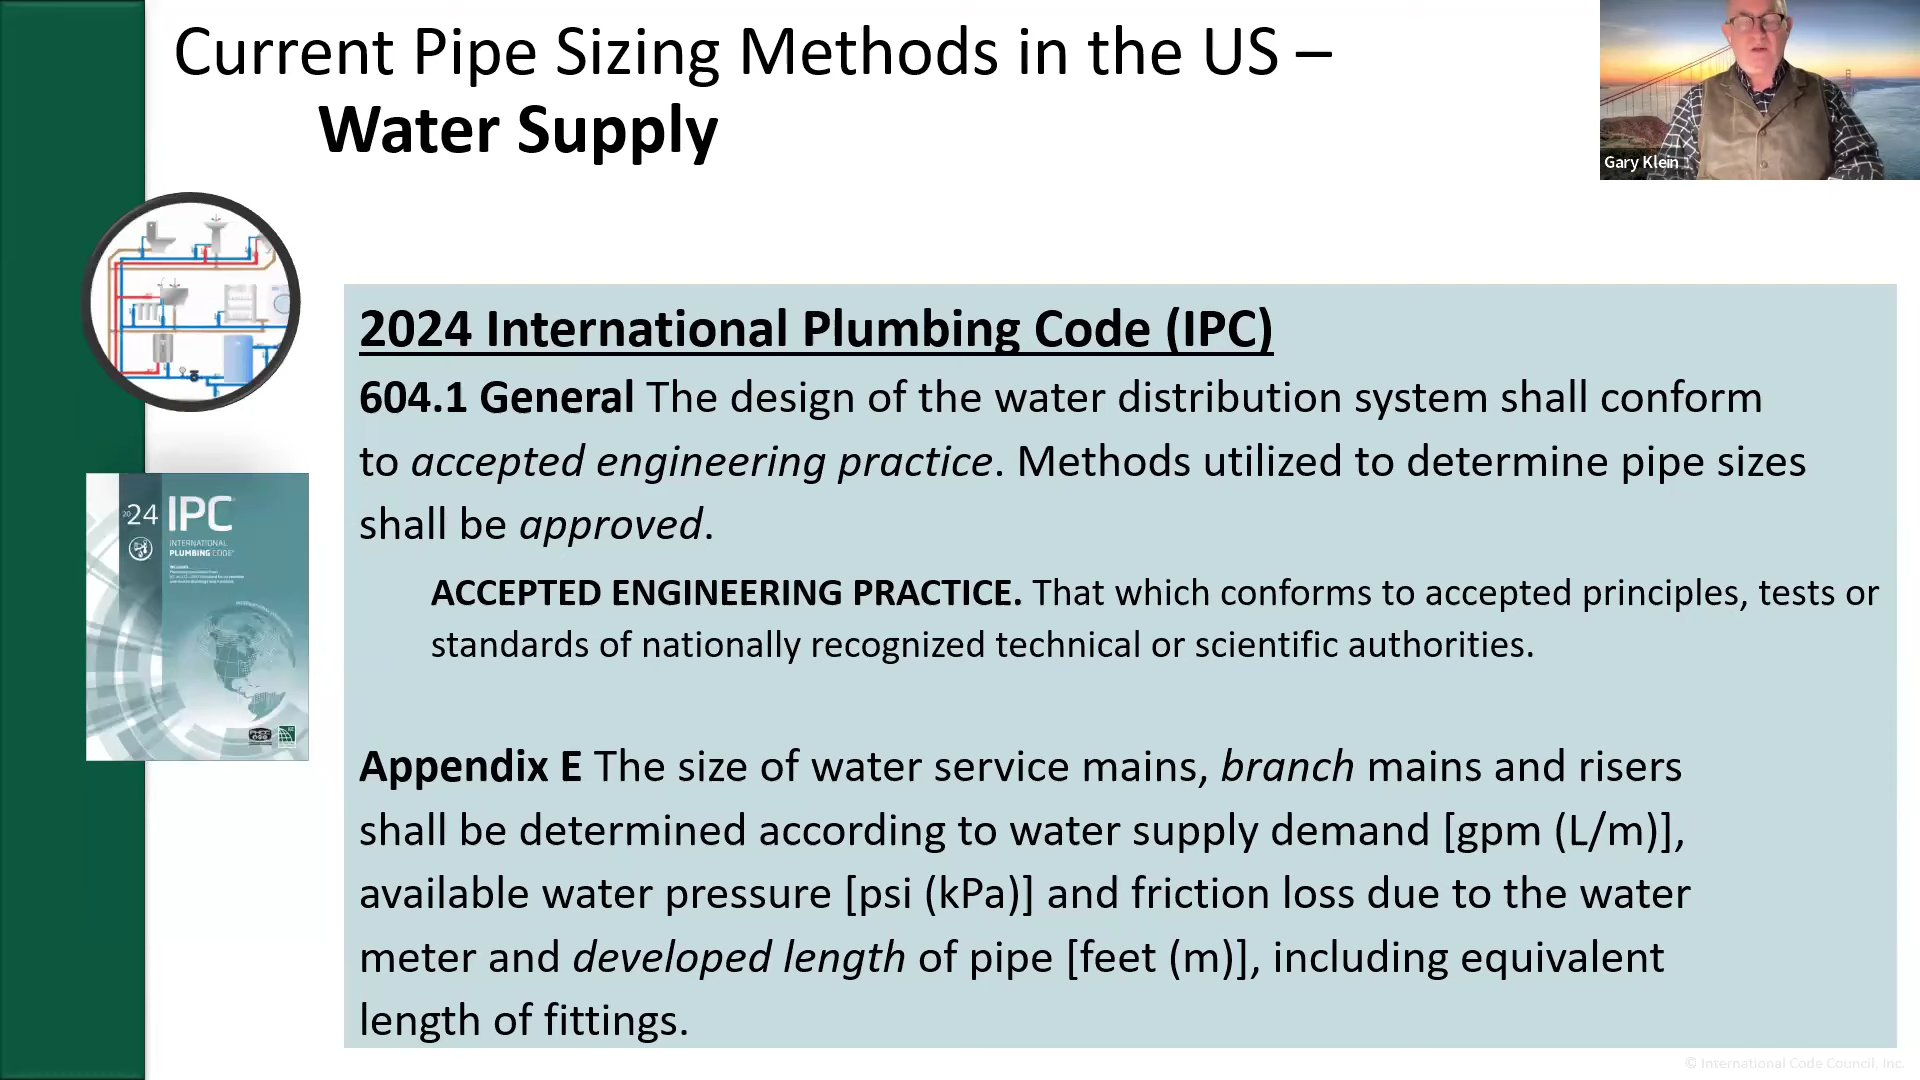 Current Pipe Sizing Methods in the US –
Water Supply
Gary Klein
2024 International Plumbing Code (IPC)
604.1 General The design of the water distribution system shall conform
to accepted engineering practice. Methods utilized to determine pipe sizes
shall be approved.
ACCEPTED ENGINEERING PRACTICE. That which conforms to accepted principles, tests or
standards of nationally recognized technical or scientific authorities.
Appendix E The size of water service mains, branch mains and risers
shall be determined according to water supply demand [gpm (L/m)],
available water pressure [psi (kPa)] and friction loss due to the water
meter and developed length of pipe [feet (m)], including equivalent
length of fittings.
2024 IPC
INTERNATIONAL
PLUMBING CODE
© International Code Council, Inc.